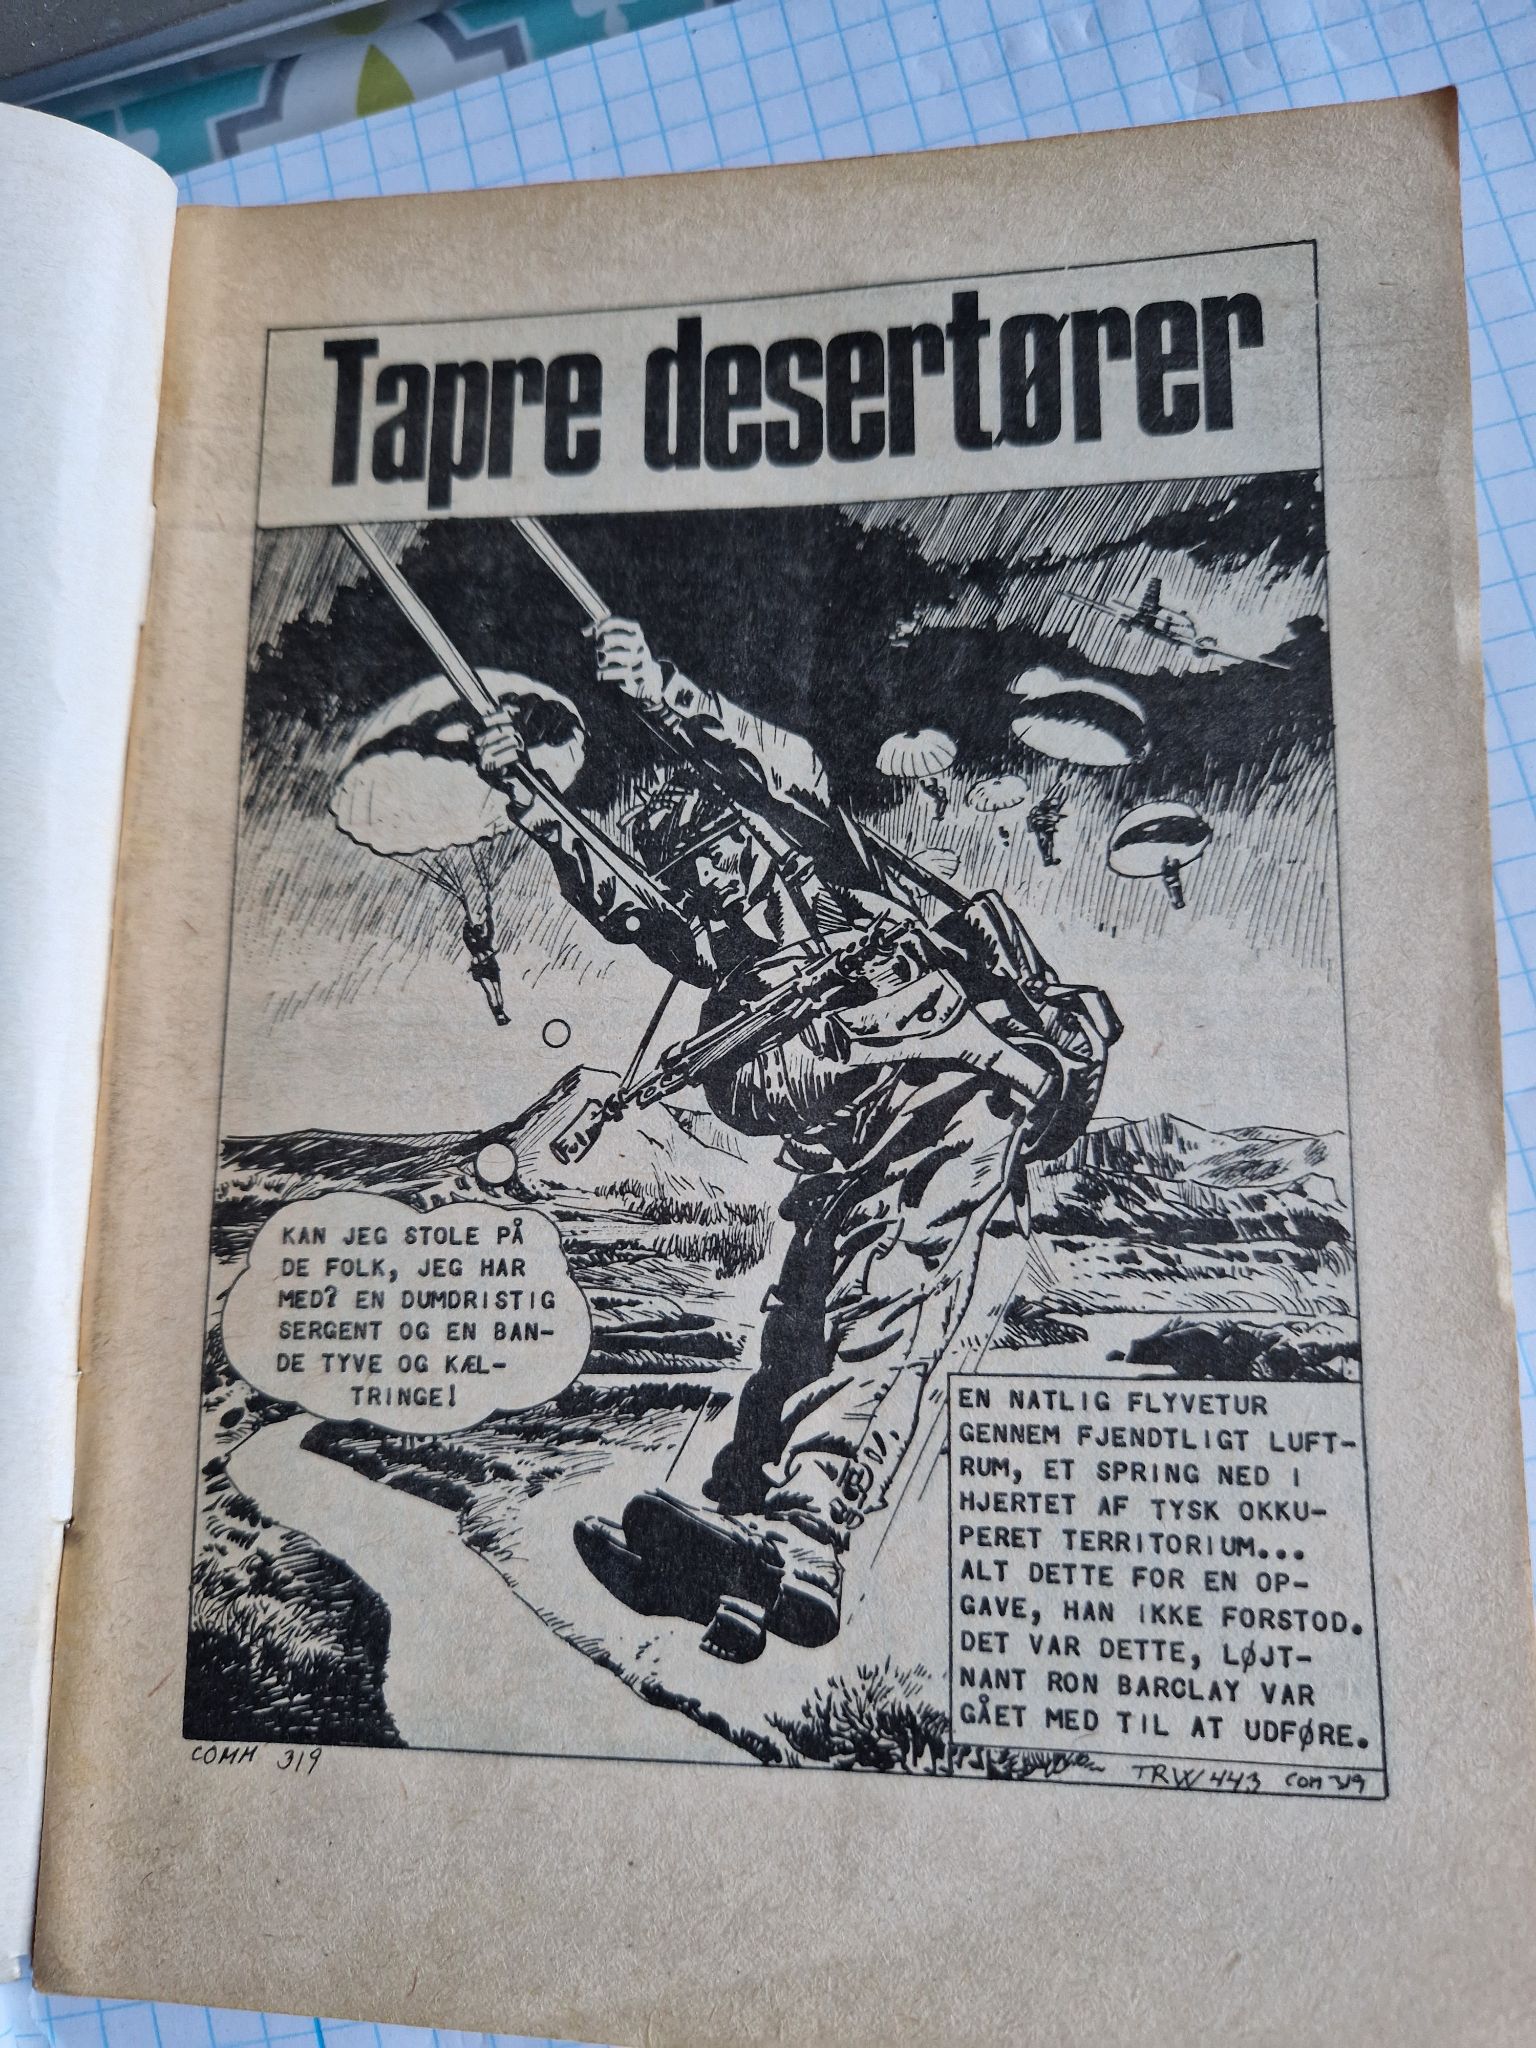 Tapre desertører
KAN JEG STOLE PÅ
DE FOLK, JEG HAR
MED? EN DUMDRISTIG
SERGENT OG EN BAN-
DE TYVE OG KÆL-
TRINGE!
EN NATLIG FLYVETUR
GENNEM FJENDTLIGT LUFT-
RUM, ET SPRING NED I
HJERTET AF TYSK OKKU-
PERET TERRITORIUM...
ALT DETTE FOR EN OP-
GAVE, HAN IKKE FORSTOD.
DET VAR DETTE, LØJT-
NANT RON BARCLAY VAR
GÅET MED TIL AT UDFØRE.
COMM 319
TRW 443 COM 319